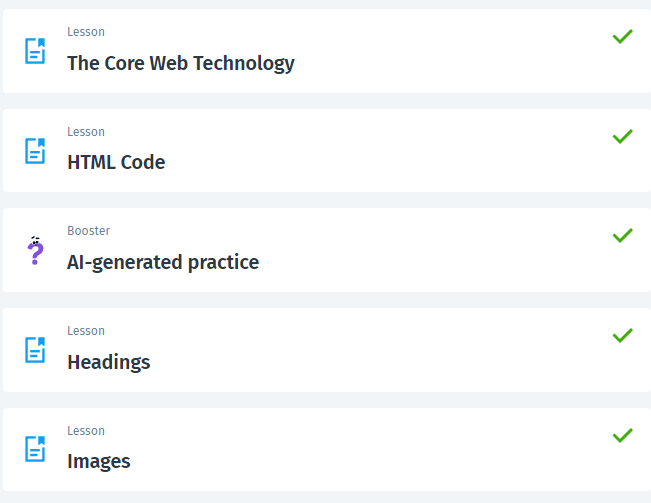 Lesson
The Core Web Technology
Lesson
HTML Code
Booster
AI-generated practice
Lesson
Headings
Lesson
Images